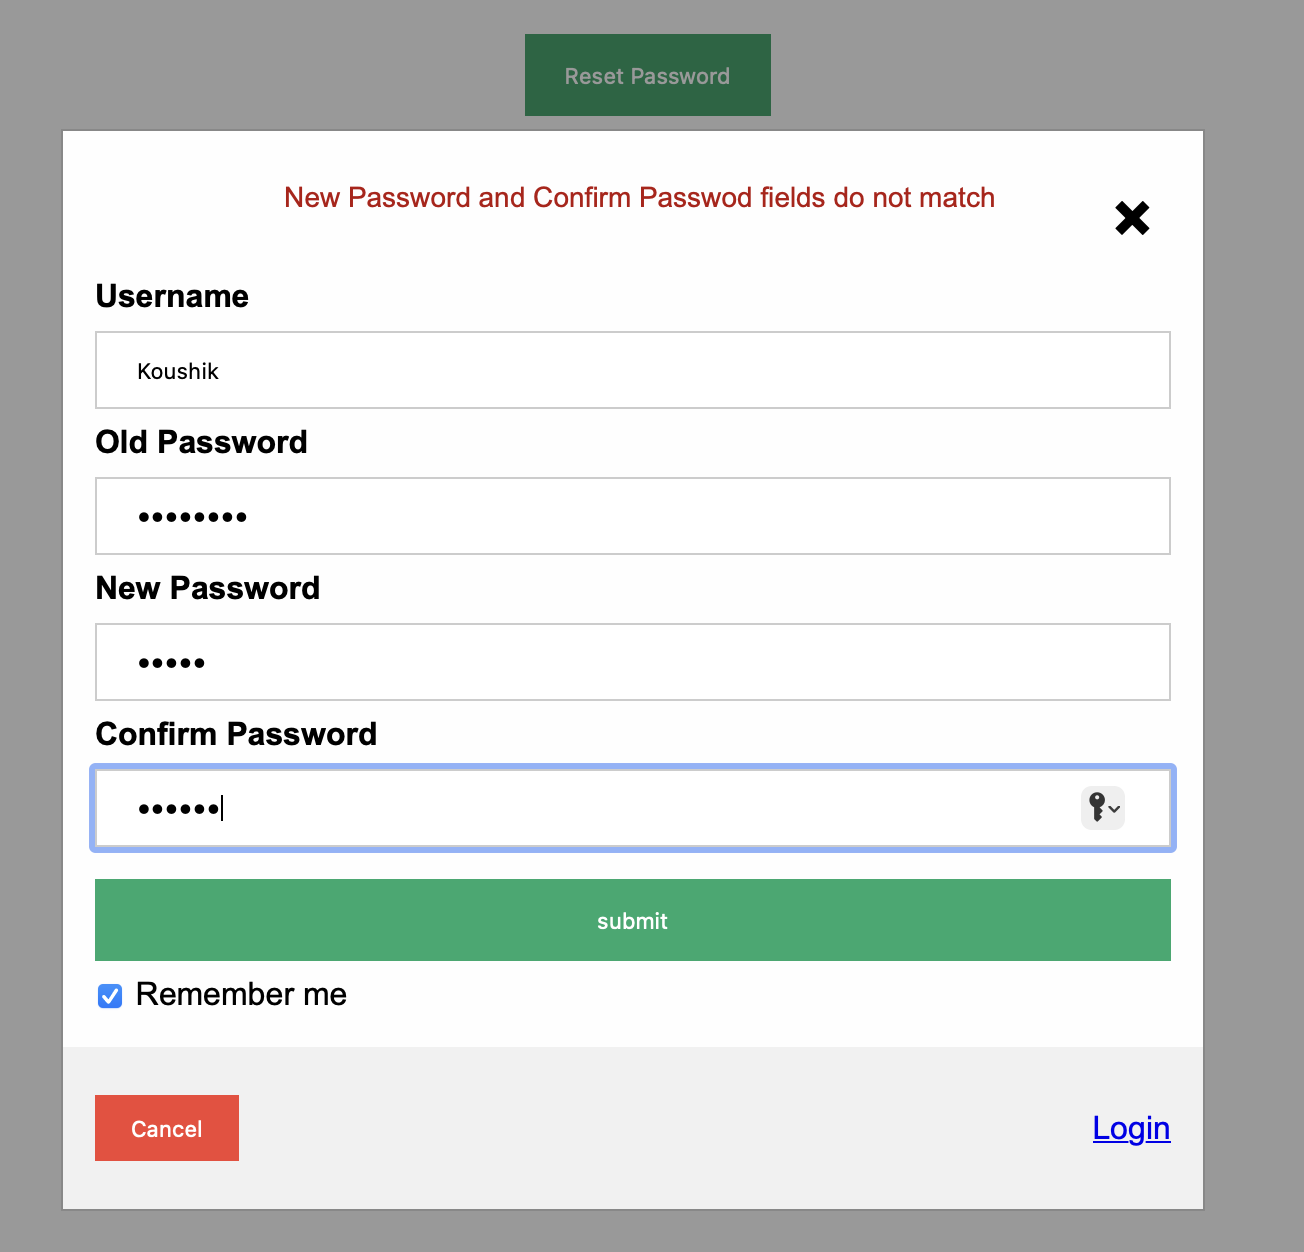 Reset Password
New Password and Confirm Passwod fields do not match
Username
Koushik
Old Password
••••••••
New Password
•••••
Confirm Password
••••••
submit
Remember me
Cancel
Login